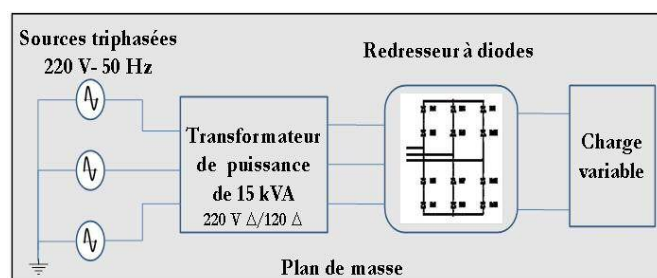 Sources triphasées
220 V- 50 Hz
Redresseur à diodes
Transformateur
de puissance
de 15 kVA
220 V Δ/120 Δ
Charge
variable
Plan de masse